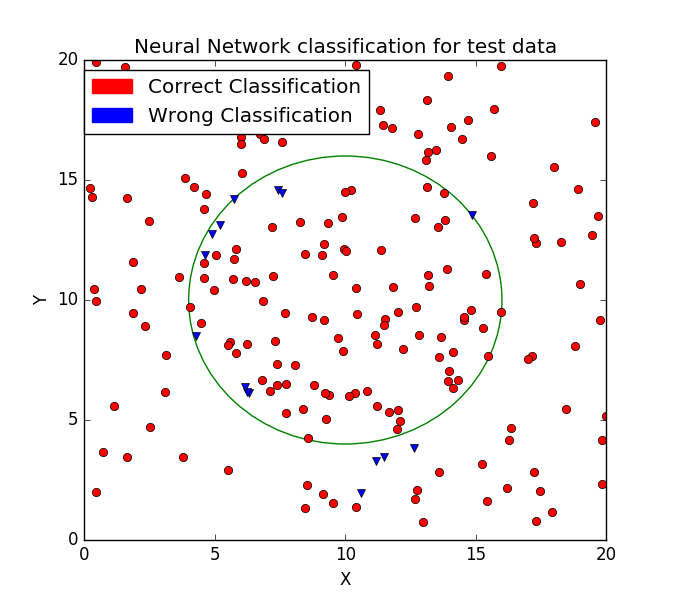 Neural Network classification for test data
Correct Classification
Wrong Classification
20
15
10
5
0
Y
0 5 10 15 20
X